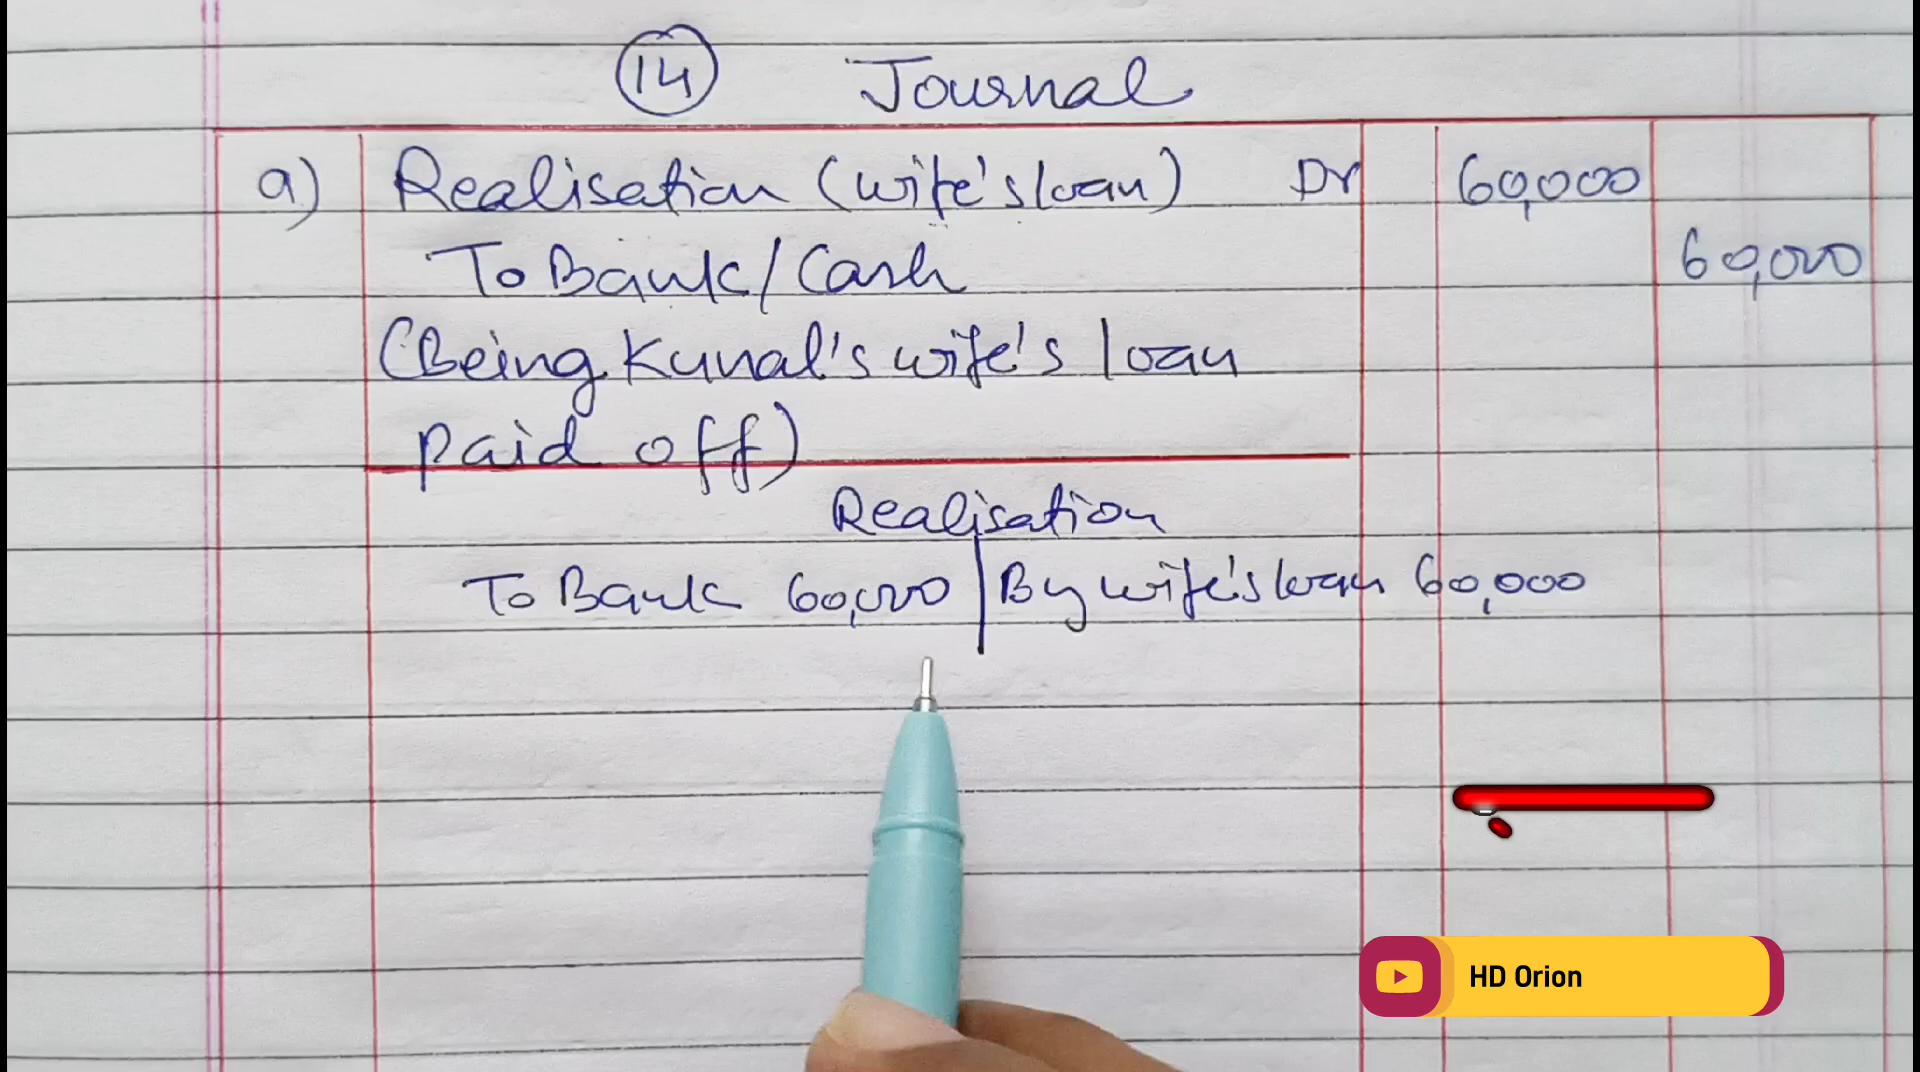 14 Journal
a) Realisation (wife's loan) Dr 60,000
To Bank/Cash 60,000
(Being Kunal's wife's loan
paid off)
Realisation
To Bank 60,000 By wife's loan 60,000
HD Orion